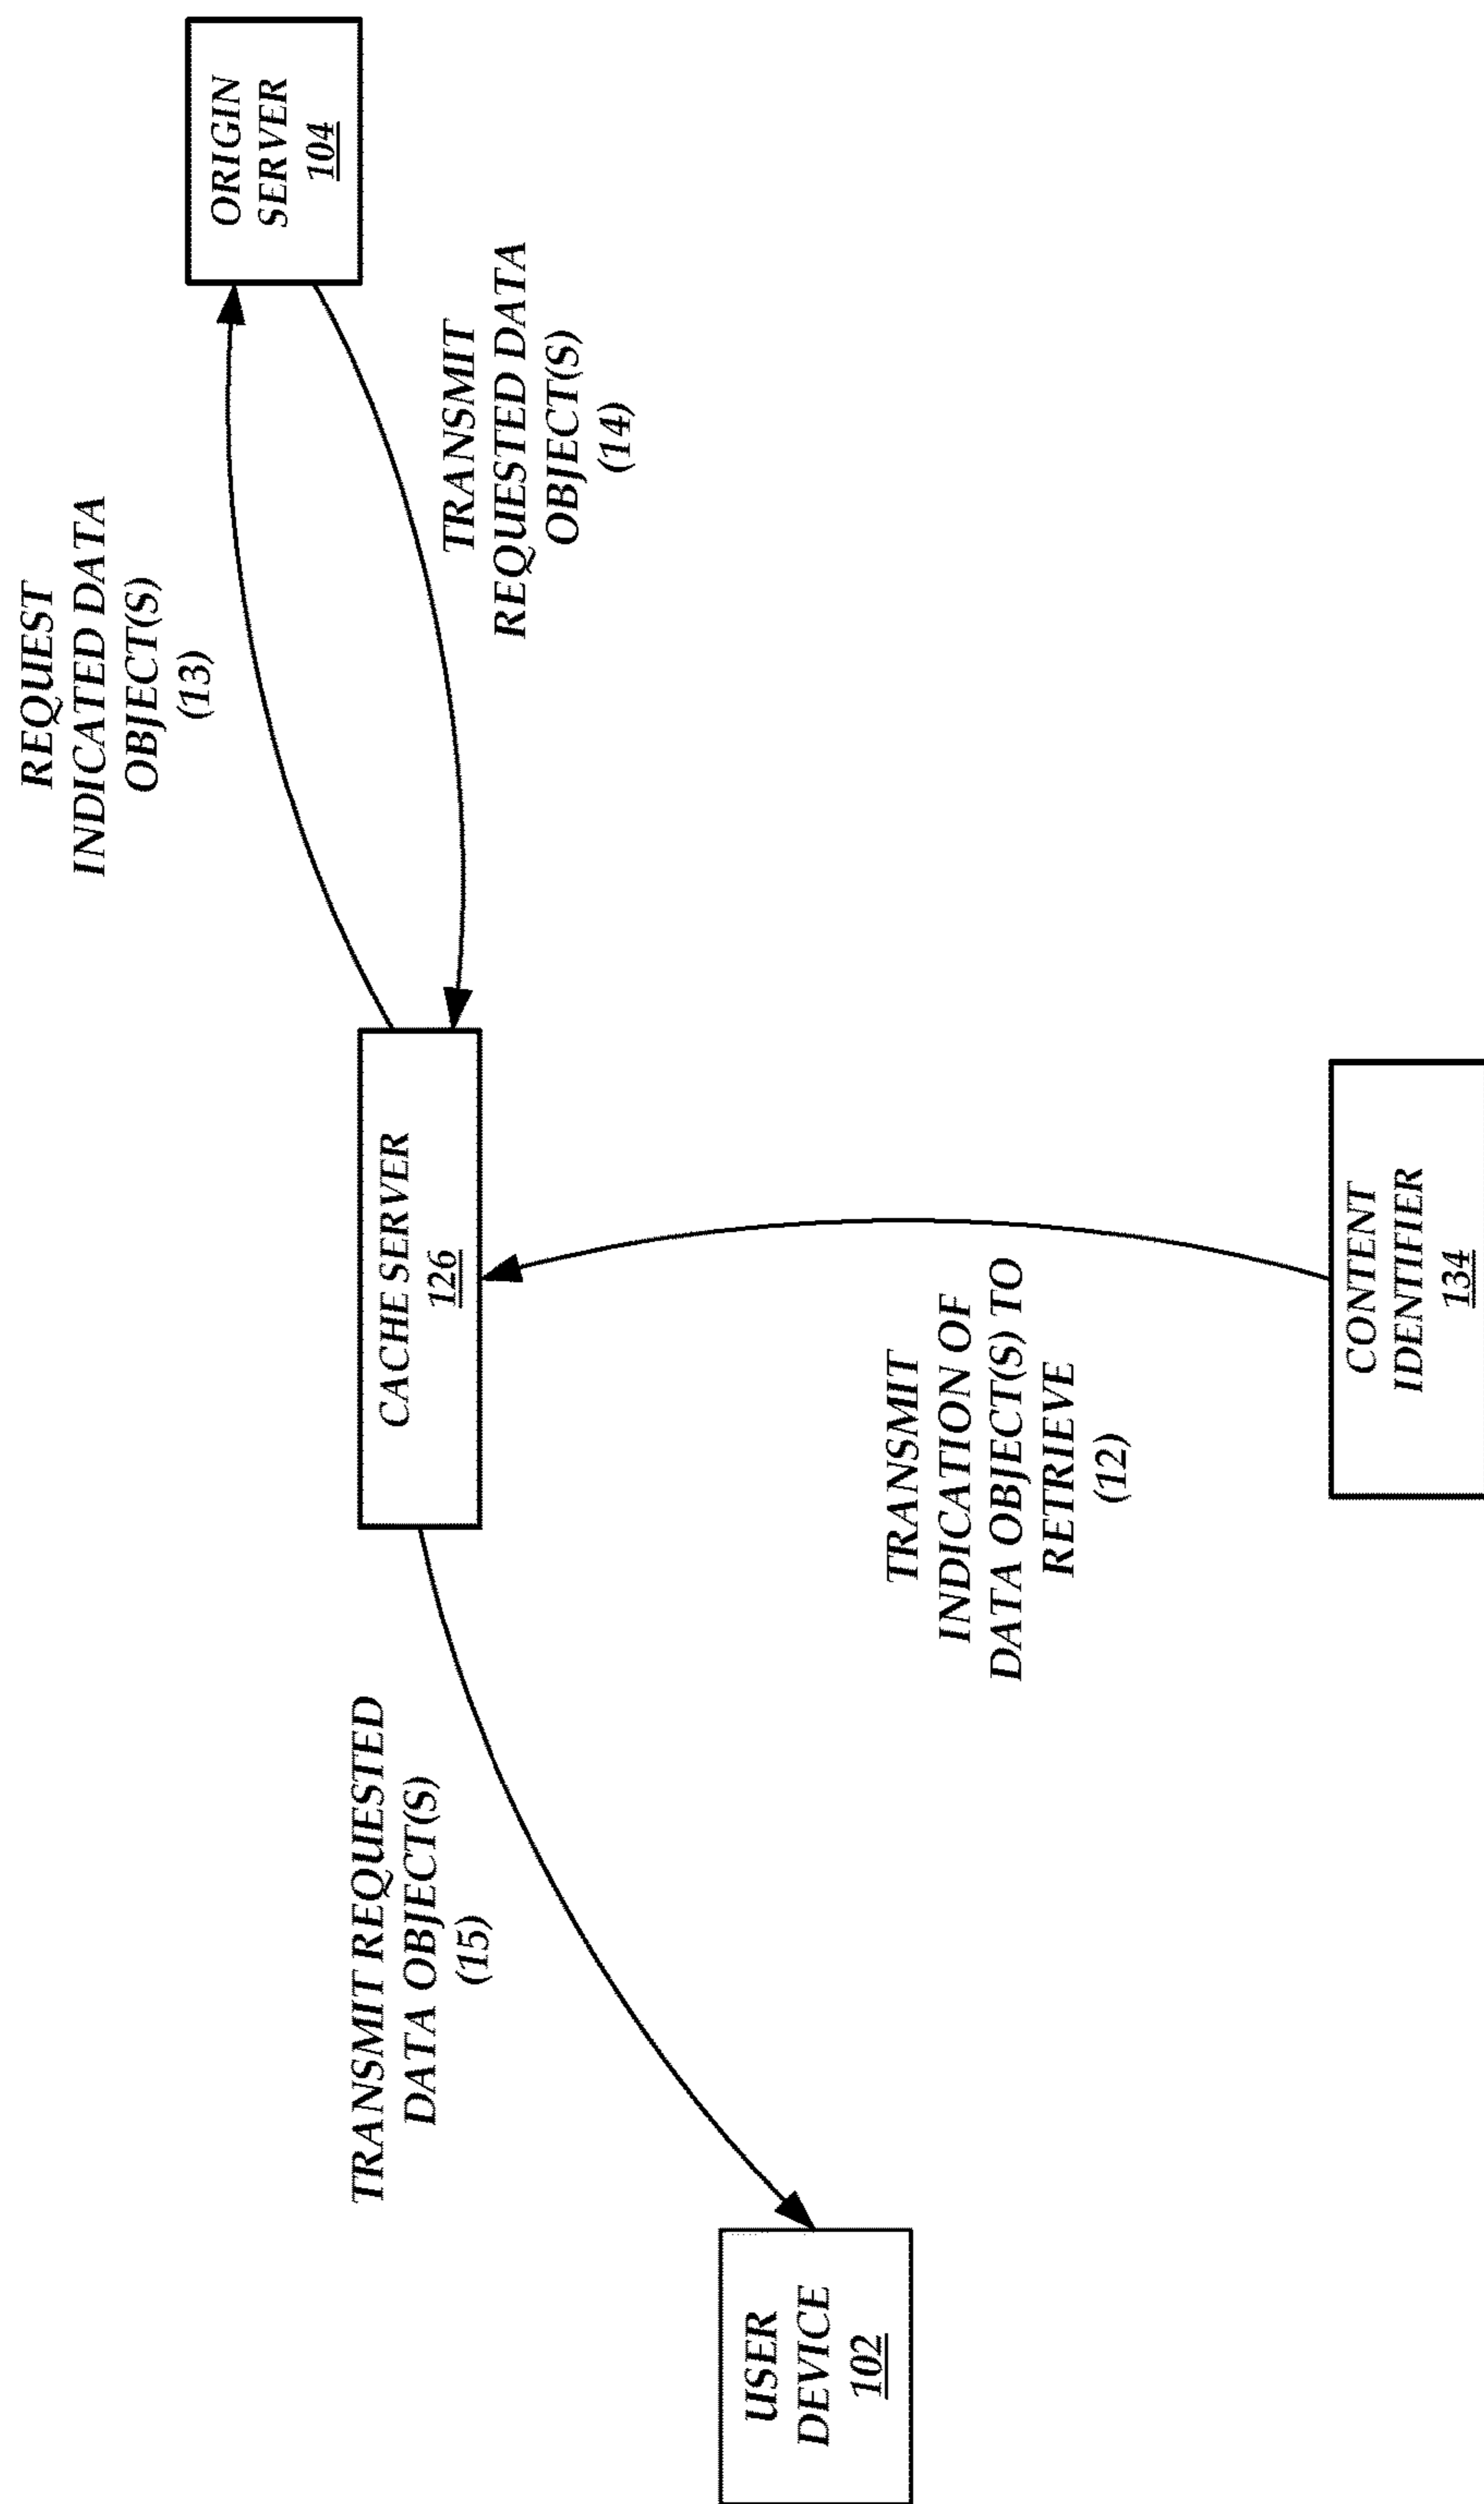 REQUEST
INDICATED DATA
OBJECT(S)
(13)
ORIGIN
SERVER
104
TRANSMIT
REQUESTED DATA
OBJECT(S)
(14)
CACHE SERVER
126
TRANSMIT REQUESTED
DATA OBJECT(S)
(15)
USER
DEVICE
102
TRANSMIT
INDICATION OF
DATA OBJECT(S) TO
RETRIEVE
(12)
CONTENT
IDENTIFIER
134